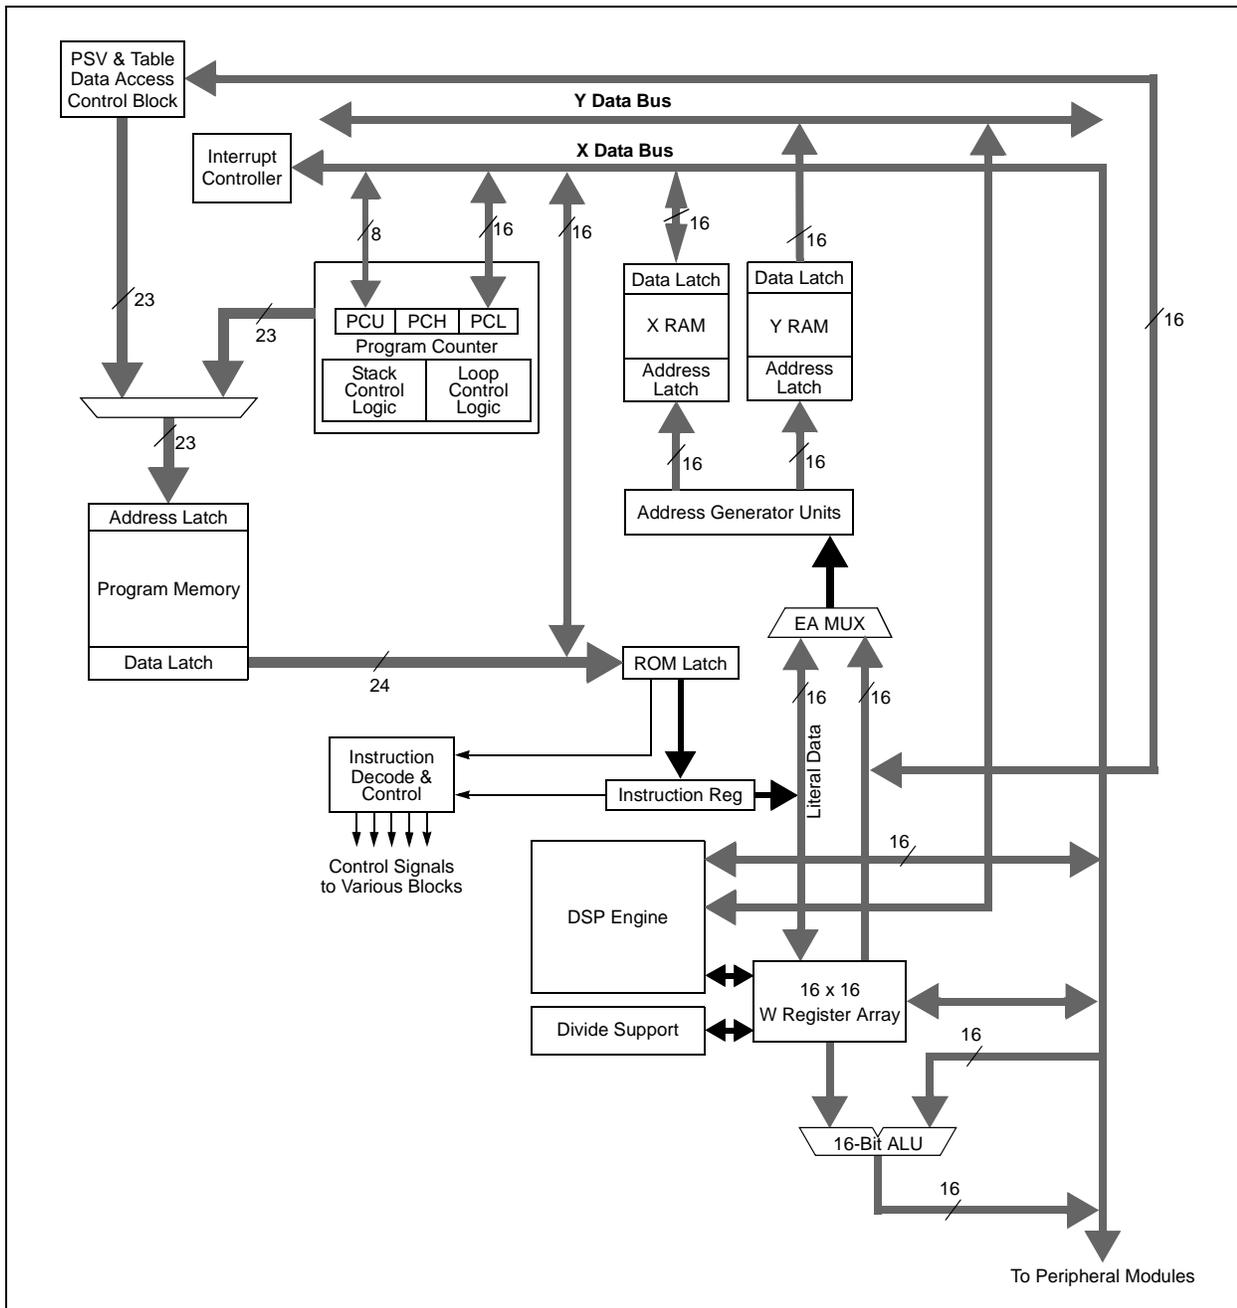 PSV & Table
Data Access
Control Block
Y Data Bus
X Data Bus
Interrupt
Controller
8
16
16
16
16
23
23
16
PCU
PCH
PCL
Program Counter
Stack
Control
Logic
Loop
Control
Logic
Data Latch
X RAM
Address
Latch
Data Latch
Y RAM
Address
Latch
23
16
16
Address Latch
Program Memory
Data Latch
Address Generator Units
EA MUX
24
ROM Latch
16
16
Literal Data
Instruction
Decode &
Control
Instruction Reg
Control Signals
to Various Blocks
16
DSP Engine
16 x 16
W Register Array
Divide Support
16
16-Bit ALU
16
To Peripheral Modules